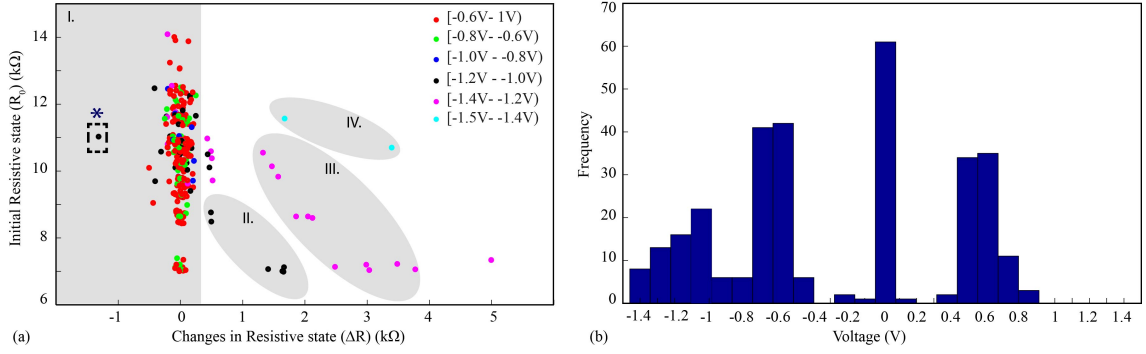 I.
[-0.6V- 1V)
[-0.8V- -0.6V)
[-1.0V - -0.8V)
[-1.2V - -1.0V)
[-1.4V- -1.2V)
[-1.5V- -1.4V)
*
II.
III.
IV.
Initial Resistive state (R0) (kΩ)
14
12
10
8
6
-1 0 1 2 3 4 5
Changes in Resistive state (ΔR) (kΩ)
(a)
Frequency
70
60
50
40
30
20
10
0
-1.4 -1.2 -1 -0.8 -0.6 -0.4 -0.2 0 0.2 0.4 0.6 0.8 1 1.2 1.4
Voltage (V)
(b)